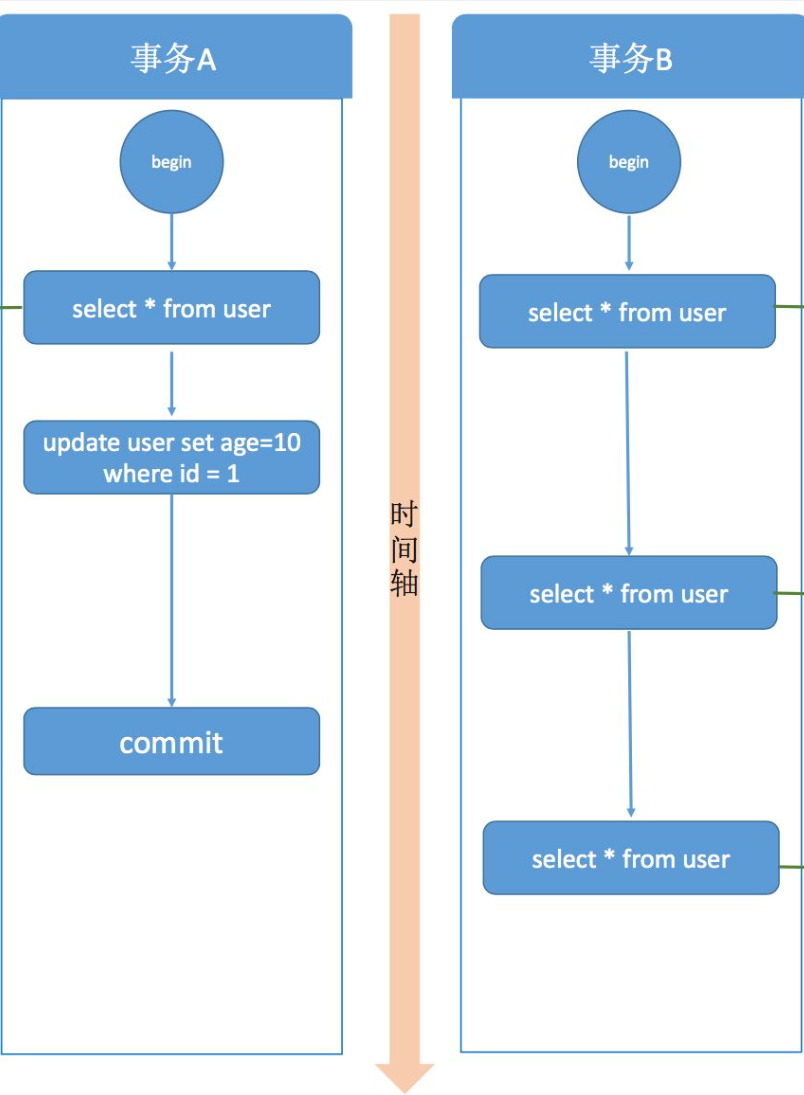 事务A
begin
select * from user
update user set age=10
where id = 1
commit
时
间
轴
事务B
begin
select * from user
select * from user
select * from user